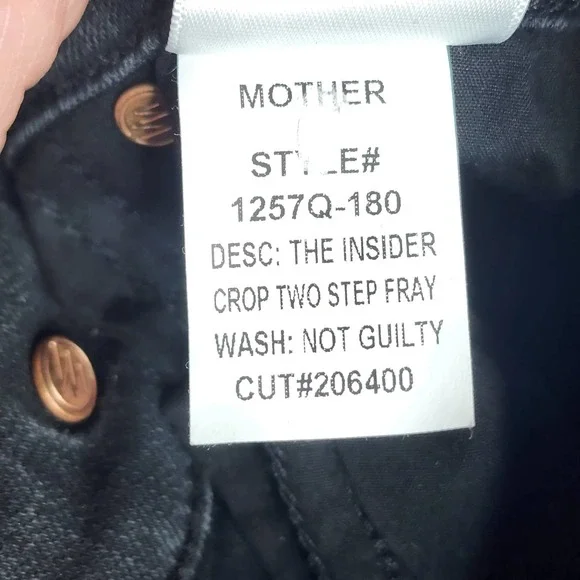 MOTHER
STYLE#
1257Q-180
DESC: THE INSIDER
CROP TWO STEP FRAY
WASH: NOT GUILTY
CUT#206400